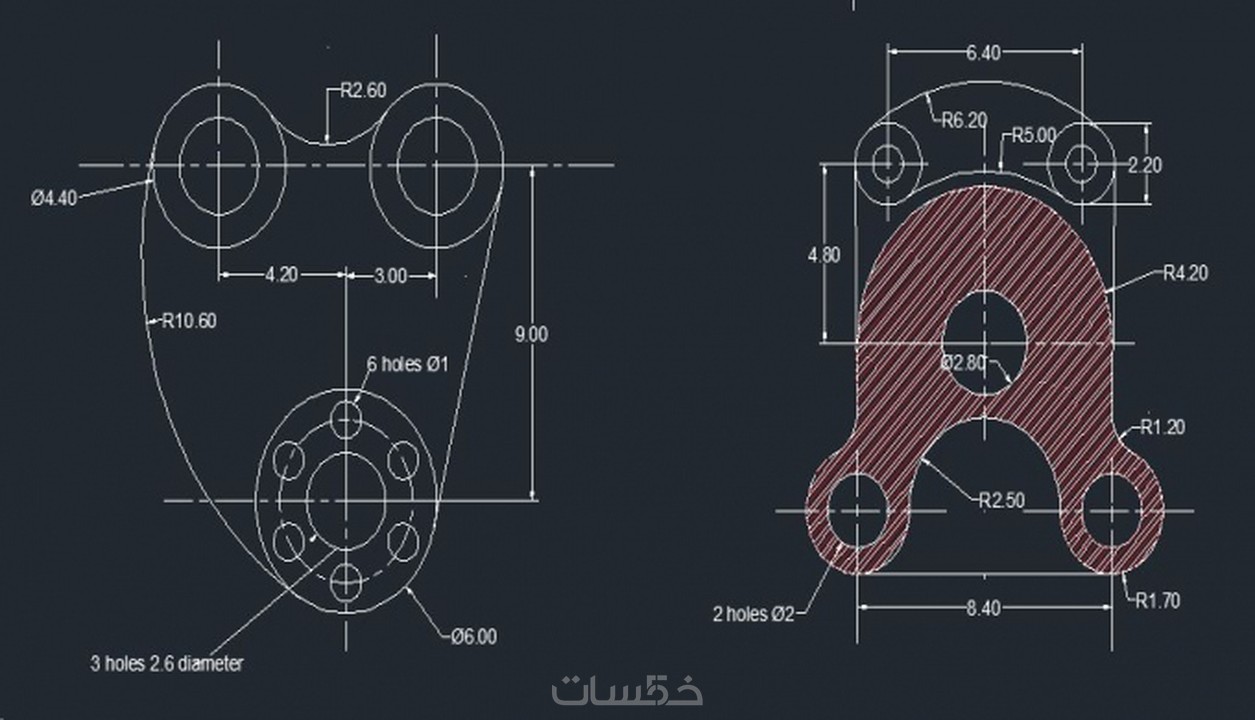 R2.60
Ø4.40
4.20
3.00
R10.60
9.00
6 holes Ø1
Ø6.00
3 holes 2.6 diameter
6.40
R6.20
R5.00
2.20
4.80
R4.20
Ø2.80
R1.20
R2.50
2 holes Ø2
8.40
R1.70
خمسات